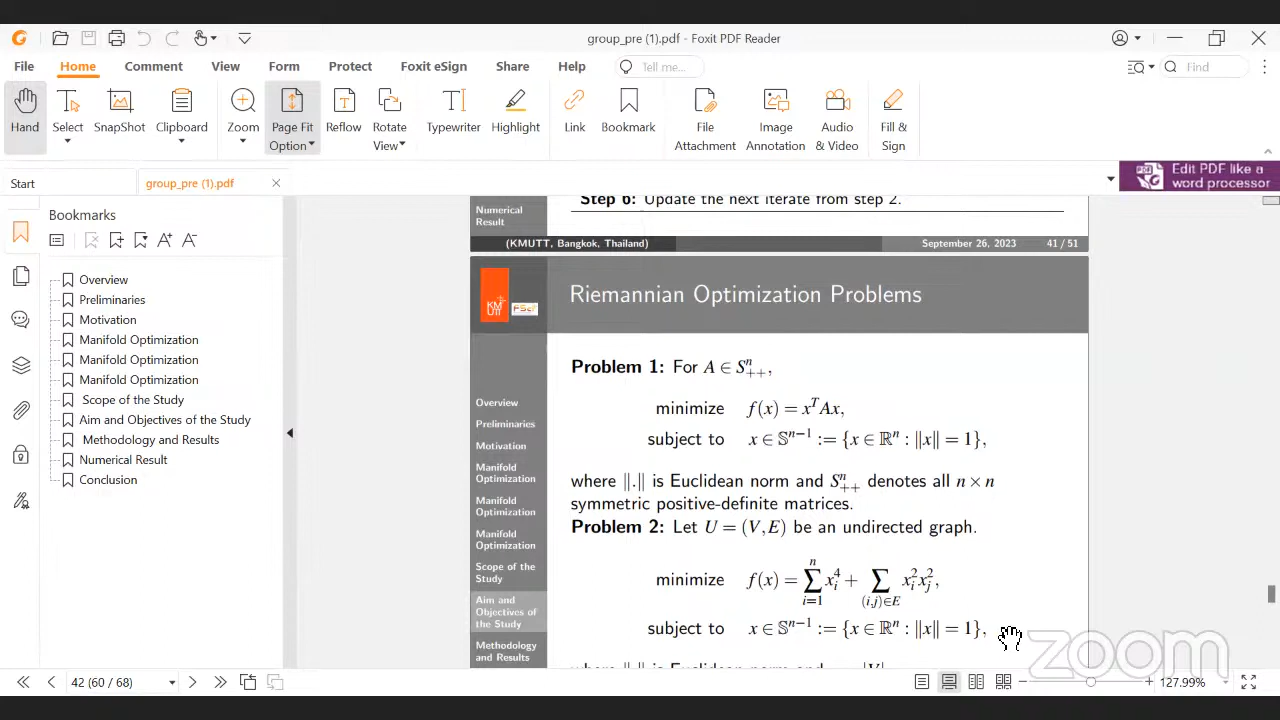 group_pre (1).pdf - Foxit PDF Reader
File Home Comment View Form Protect Foxit eSign Share Help Tell me... Find
Hand Select SnapShot Clipboard Zoom Page Fit Option Reflow Rotate View Typewriter Highlight Link Bookmark File Attachment Image Annotation Audio & Video Fill & Sign
Start group_pre (1).pdf
Edit PDF like a
word processor
Bookmarks
Overview
Preliminaries
Motivation
Manifold Optimization
Manifold Optimization
Manifold Optimization
Scope of the Study
Aim and Objectives of the Study
Methodology and Results
Numerical Result
Conclusion
Numerical
Result
Step 6: Update the next iterate from step 2.
(KMUTT, Bangkok, Thailand) September 26, 2023 41 / 51
KMUTT FSci
Riemannian Optimization Problems
Overview
Preliminaries
Motivation
Manifold
Optimization
Manifold
Optimization
Manifold
Optimization
Scope of the
Study
Aim and
Objectives of
the Study
Methodology
and Results
Problem 1: For A ∈ S^n_{++},
minimize f(x) = x^T Ax,
subject to x ∈ 𝕊^{n−1} := {x ∈ ℝ^n : ‖x‖ = 1},
where ‖.‖ is Euclidean norm and S^n_{++} denotes all n × n
symmetric positive-definite matrices.
Problem 2: Let U = (V, E) be an undirected graph.
minimize f(x) = ∑_{i=1}^{n} x_i^4 + ∑_{(i,j)∈E} x_i^2 x_j^2,
subject to x ∈ 𝕊^{n−1} := {x ∈ ℝ^n : ‖x‖ = 1},
where ‖.‖ is Euclidean norm and |V|
zoom
42 (60 / 68) 127.99%